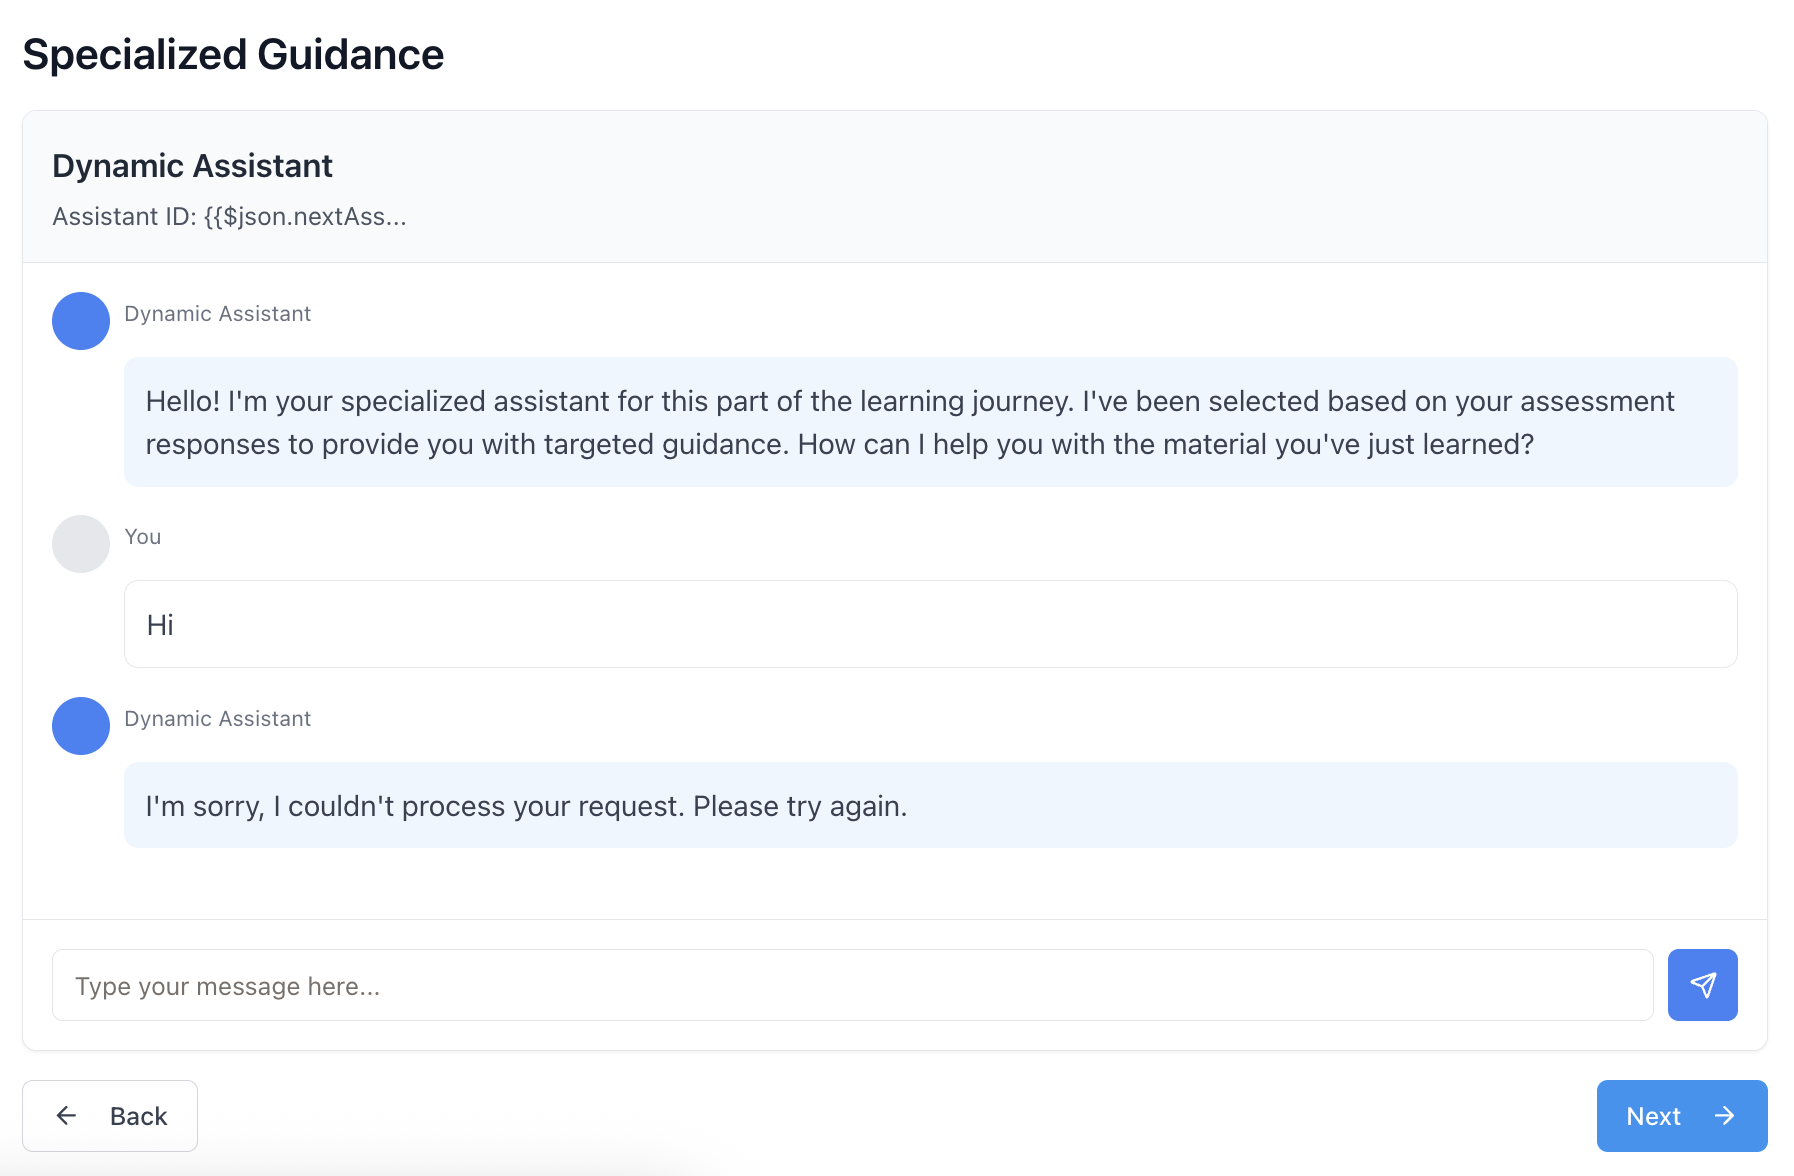 Specialized Guidance
Dynamic Assistant
Assistant ID: {{$json.nextAss...
Dynamic Assistant
Hello! I'm your specialized assistant for this part of the learning journey. I've been selected based on your assessment
responses to provide you with targeted guidance. How can I help you with the material you've just learned?
You
Hi
Dynamic Assistant
I'm sorry, I couldn't process your request. Please try again.
Type your message here...
Back
Next